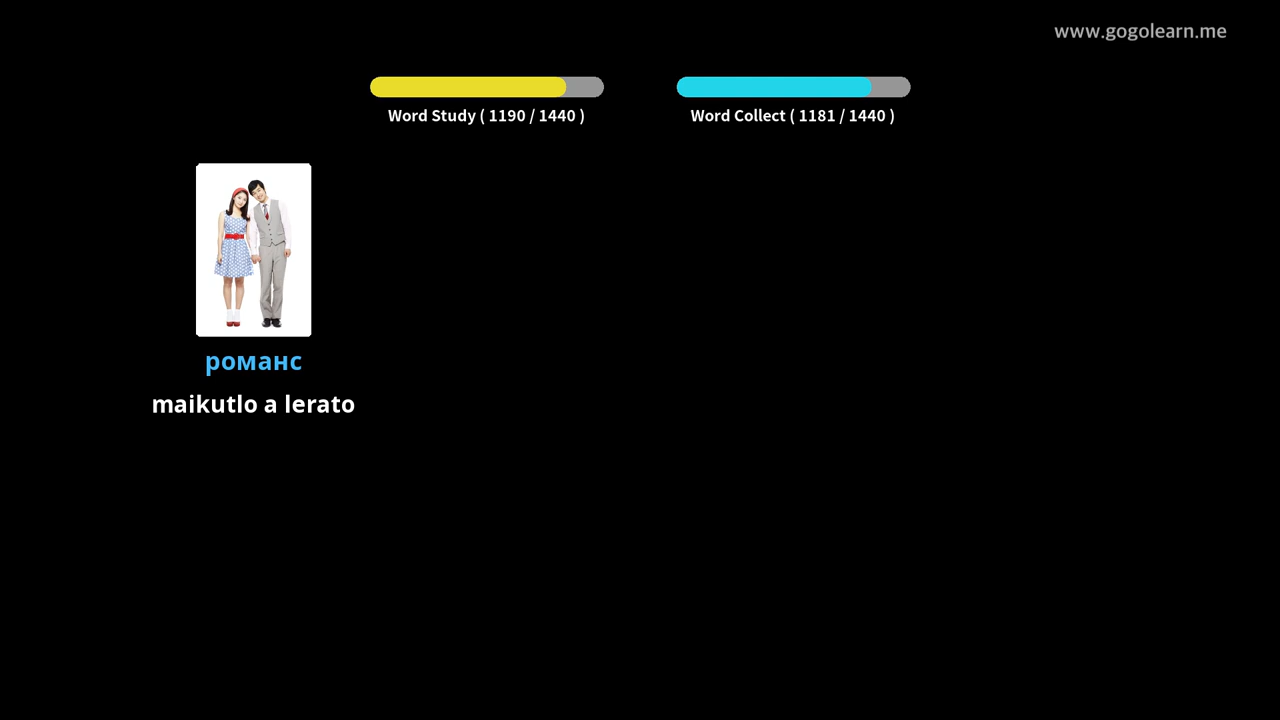 www.gogolearn.me
Word Study ( 1190 / 1440 )
Word Collect ( 1181 / 1440 )
романс
maikutlo a lerato